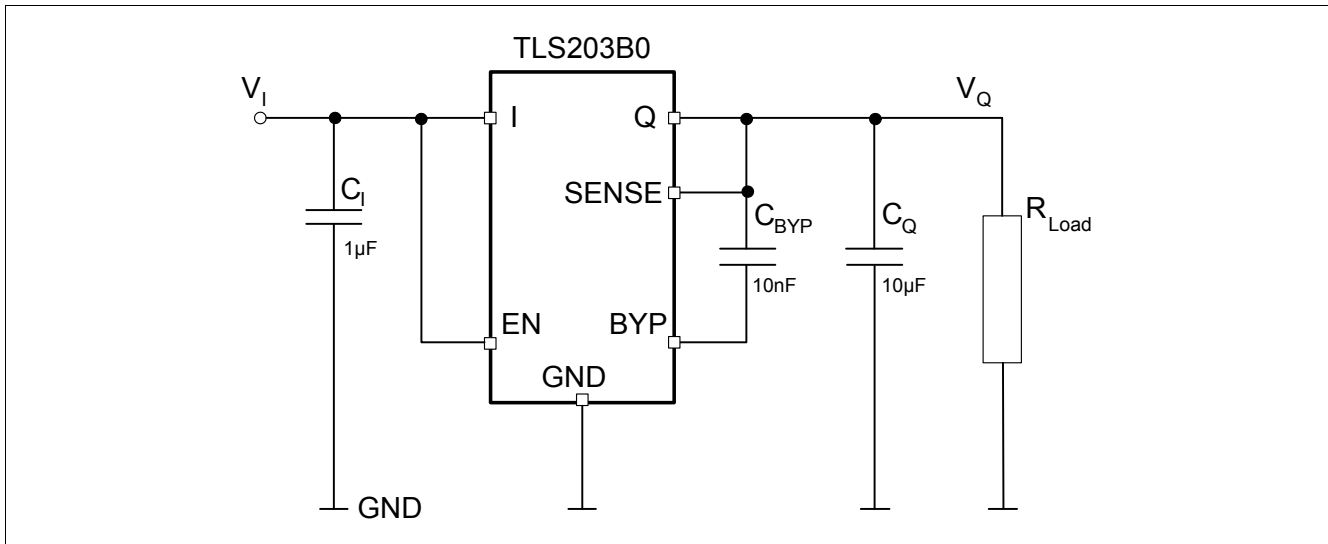 TLS203B0
V_I
V_Q
I
Q
SENSE
C_I
1µF
C_BYP
10nF
C_Q
10µF
R_Load
EN
BYP
GND
GND